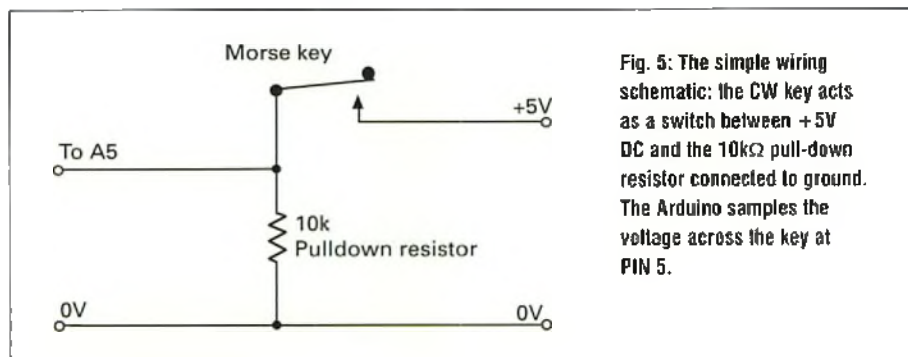 Morse key
+5V
To A5
10k
Pulldown resistor
0V
0V
Fig. 5: The simple wiring
schematic: the CW key acts
as a switch between +5V
DC and the 10kΩ pull-down
resistor connected to ground.
The Arduino samples the
voltage across the key at
PIN 5.